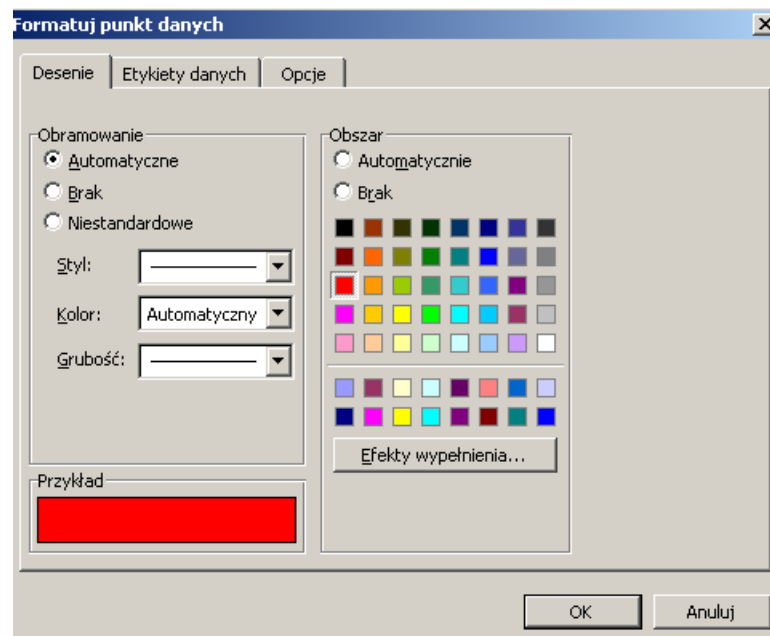 Formatuj punkt danych
Desenie
Etykiety danych
Opcje
Obramowanie
Automatyczne
Brak
Niestandardowe
Styl:
Kolor:
Automatyczny
Grubość:
Przykład
Obszar
Automatycznie
Brak
Efekty wypełnienia...
OK
Anuluj